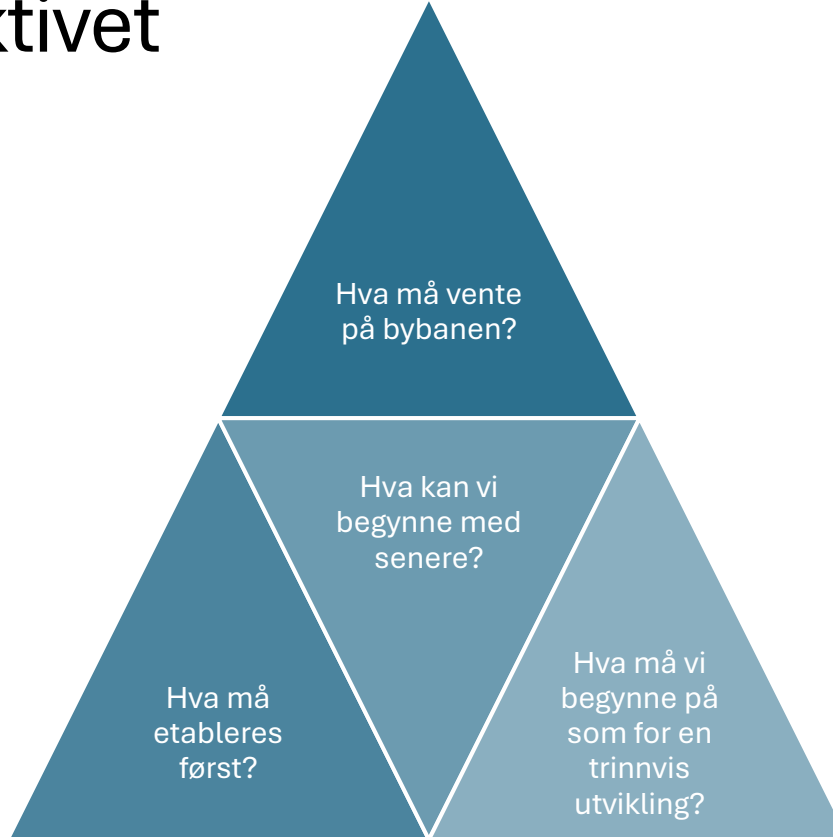 ktivet
Hva må vente
på bybanen?
Hva kan vi
begynne med
senere?
Hva må
etableres
først?
Hva må vi
begynne på
som for en
trinnvis
utvikling?